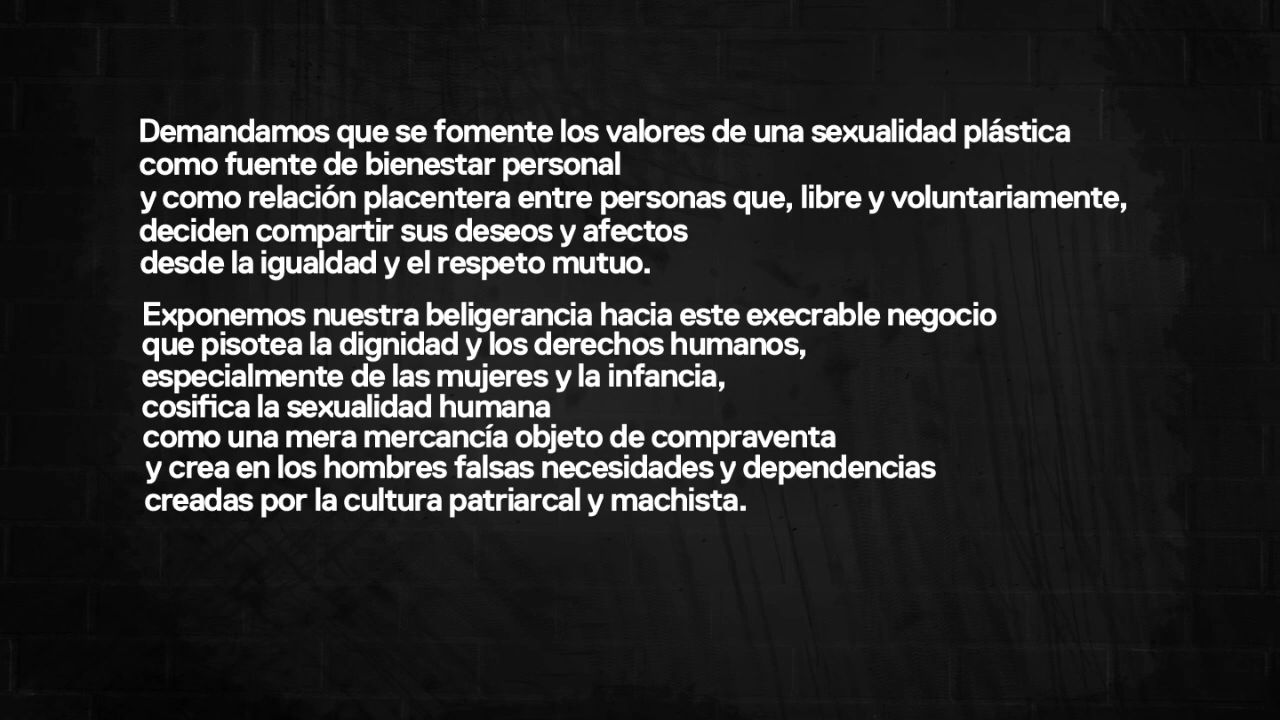 Demandamos que se fomente los valores de una sexualidad plástica
como fuente de bienestar personal
y como relación placentera entre personas que, libre y voluntariamente,
deciden compartir sus deseos y afectos
desde la igualdad y el respeto mutuo.
Exponemos nuestra beligerancia hacia este execrable negocio
que pisotea la dignidad y los derechos humanos,
especialmente de las mujeres y la infancia,
cosifica la sexualidad humana
como una mera mercancía objeto de compraventa
y crea en los hombres falsas necesidades y dependencias
creadas por la cultura patriarcal y machista.